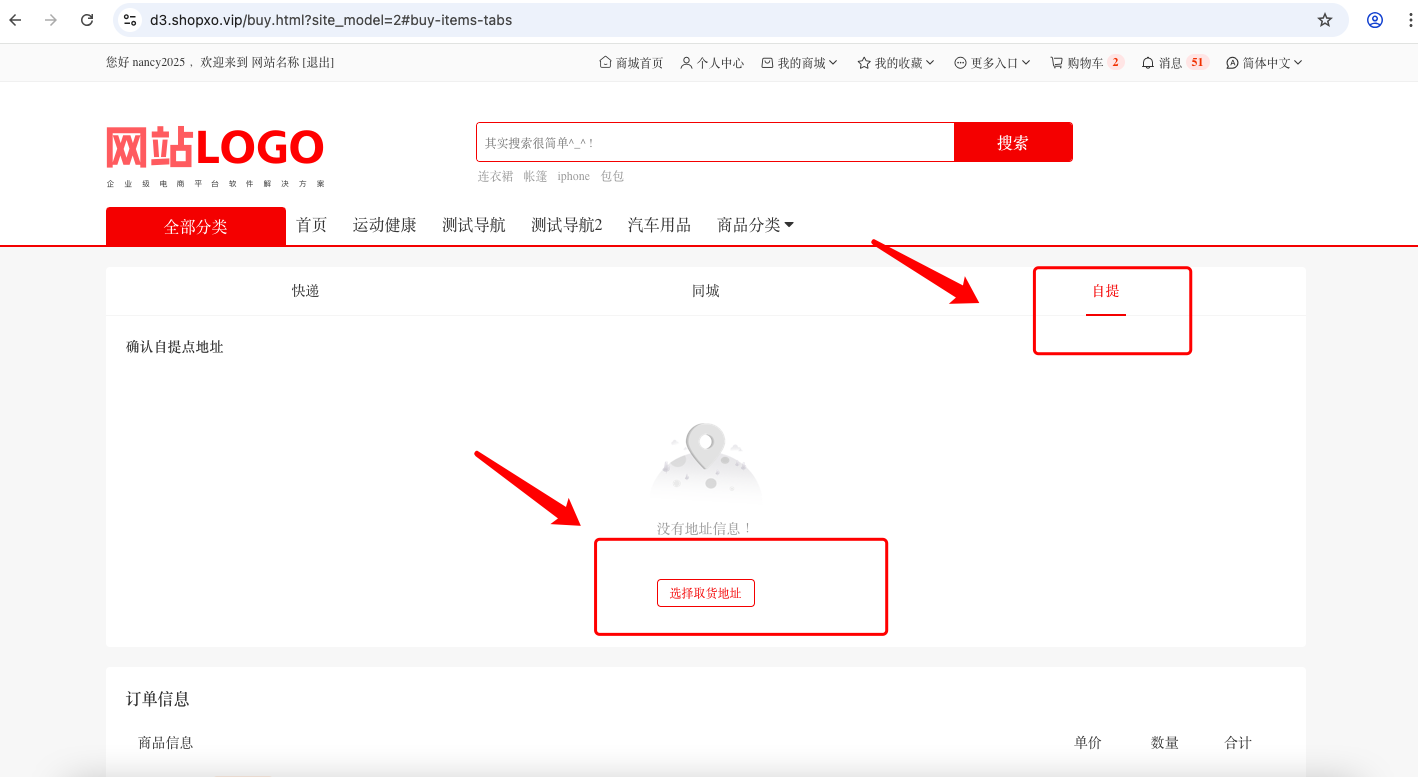 d3.shopxo.vip/buy.html?site_model=2#buy-items-tabs
您好 nancy2025 ，欢迎来到 网站名称 [退出]
商城首页 个人中心 我的商城 我的收藏 更多入口 购物车 2 消息 51 简体中文
网站LOGO
企业级电商平台软件解决方案
其实搜索很简单^_^ !
搜索
连衣裙 帐篷 iphone 包包
全部分类 首页 运动健康 测试导航 测试导航2 汽车用品 商品分类
快递 同城 自提
确认自提点地址
没有地址信息！
选择取货地址
订单信息
商品信息 单价 数量 合计